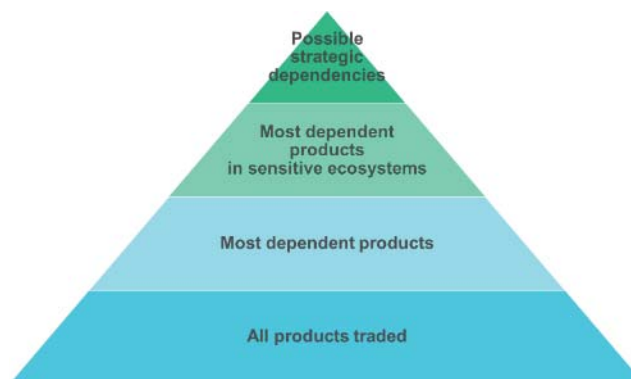 Possible
strategic
dependencies
Most dependent
products
in sensitive ecosystems
Most dependent products
All products traded